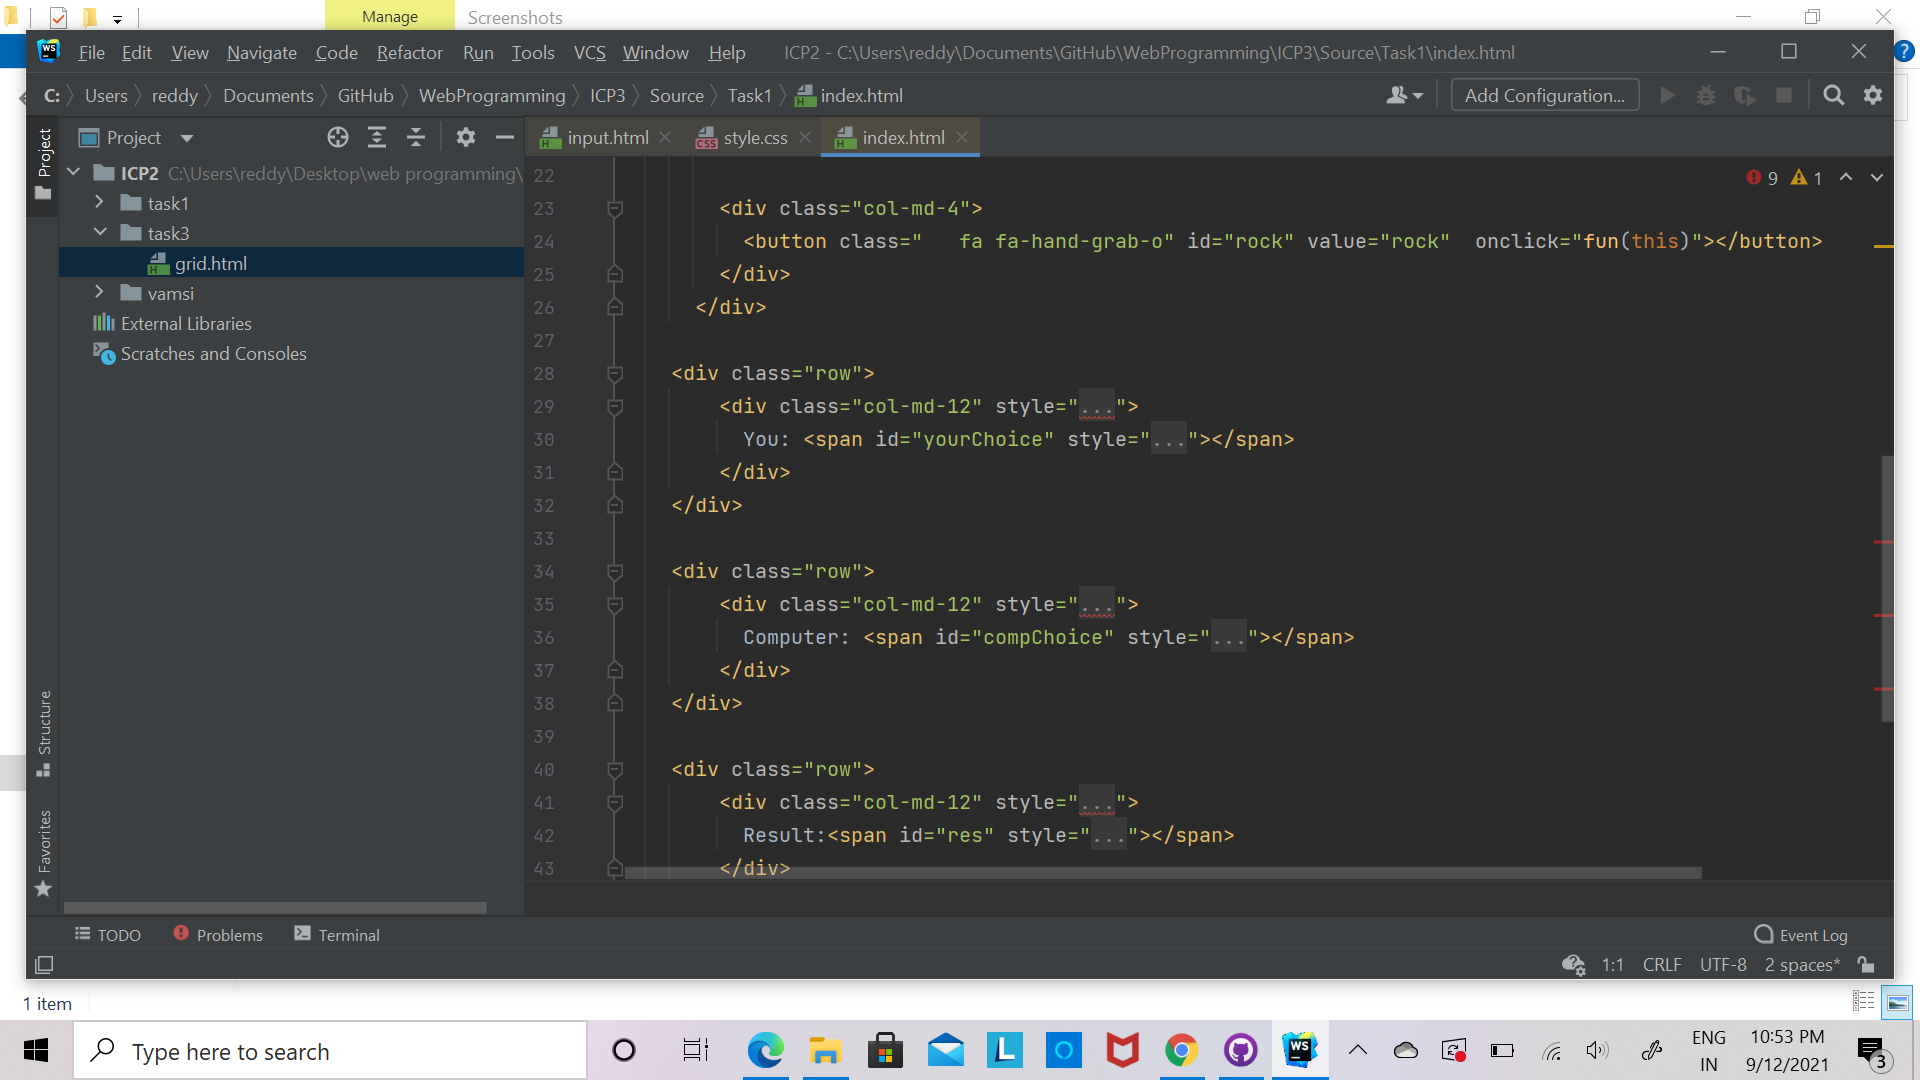 Manage Screenshots
File Edit View Navigate Code Refactor Run Tools VCS Window Help ICP2 - C:\Users\reddy\Documents\GitHub\WebProgramming\ICP3\Source\Task1\index.html
C: Users reddy Documents GitHub WebProgramming ICP3 Source Task1 index.html Add Configuration...
Project
Project
input.html style.css index.html
ICP2 C:\Users\reddy\Desktop\web programming\
task1
task3
grid.html
vamsi
External Libraries
Scratches and Consoles
9 1
22
23 <div class="col-md-4">
24 <button class="   fa fa-hand-grab-o" id="rock" value="rock"  onclick="fun(this)"></button>
25 </div>
26 </div>
27
28 <div class="row">
29 <div class="col-md-12" style="...">
30 You: <span id="yourChoice" style="..."></span>
31 </div>
32 </div>
33
34 <div class="row">
35 <div class="col-md-12" style="...">
36 Computer: <span id="compChoice" style="..."></span>
37 </div>
38 </div>
39
40 <div class="row">
41 <div class="col-md-12" style="...">
42 Result:<span id="res" style="..."></span>
43 </div>
Structure
Favorites
TODO Problems Terminal Event Log
1:1 CRLF UTF-8 2 spaces*
1 item
Type here to search
ENG
IN
10:53 PM
9/12/2021
3